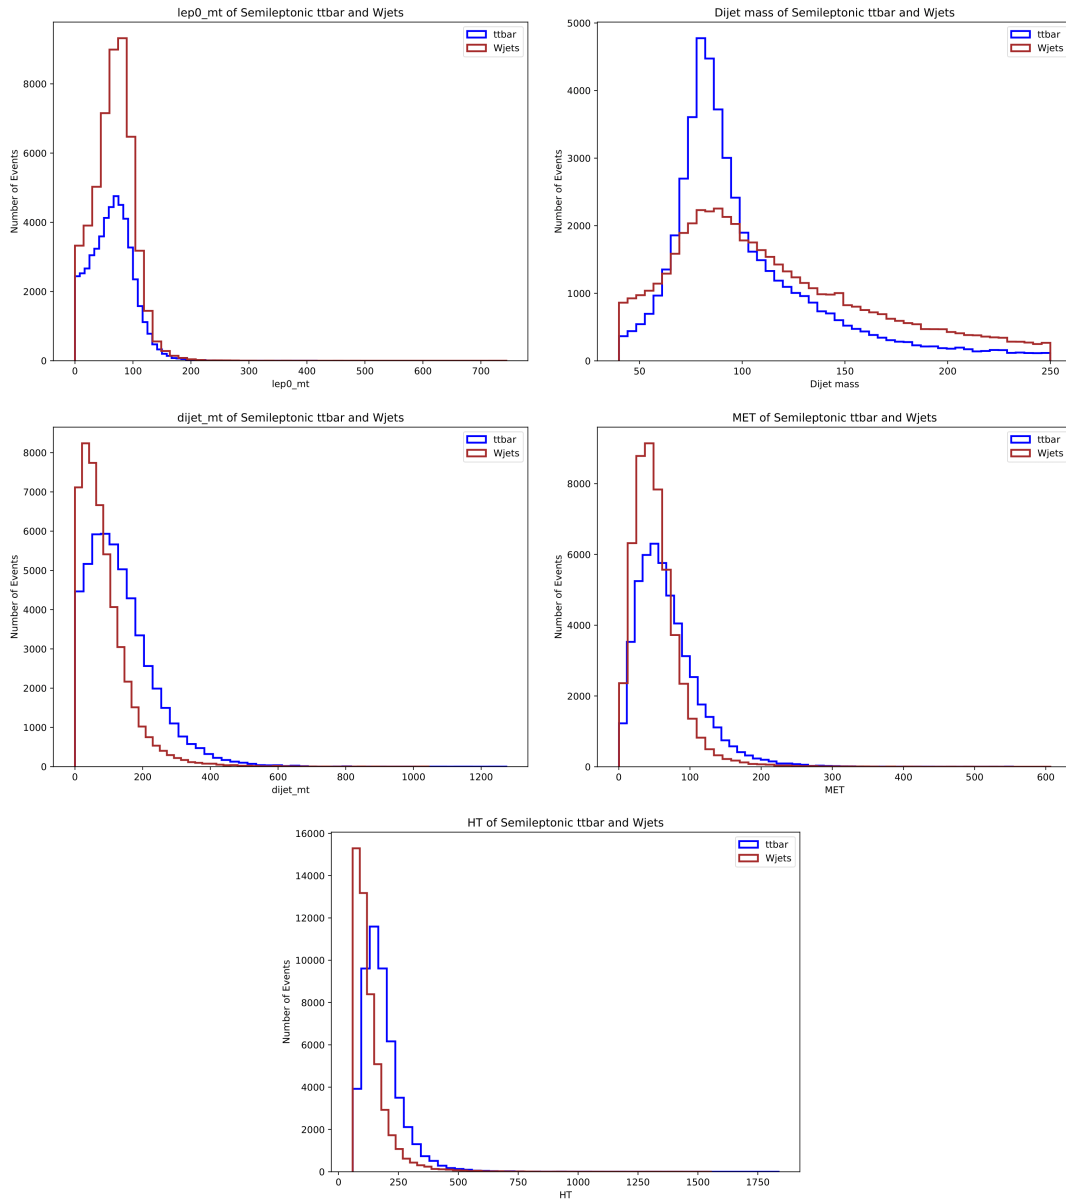 lep0_mt of Semileptonic ttbar and Wjets
ttbar
Wjets
Number of Events
8000
6000
4000
2000
0
0 100 200 300 400 500 600 700
lep0_mt
Dijet mass of Semileptonic ttbar and Wjets
ttbar
Wjets
Number of Events
5000
4000
3000
2000
1000
0
50 100 150 200 250
Dijet mass
dijet_mt of Semileptonic ttbar and Wjets
ttbar
Wjets
Number of Events
8000
7000
6000
5000
4000
3000
2000
1000
0
0 200 400 600 800 1000 1200
dijet_mt
MET of Semileptonic ttbar and Wjets
ttbar
Wjets
Number of Events
8000
6000
4000
2000
0
0 100 200 300 400 500 600
MET
HT of Semileptonic ttbar and Wjets
ttbar
Wjets
Number of Events
16000
14000
12000
10000
8000
6000
4000
2000
0
0 250 500 750 1000 1250 1500 1750
HT